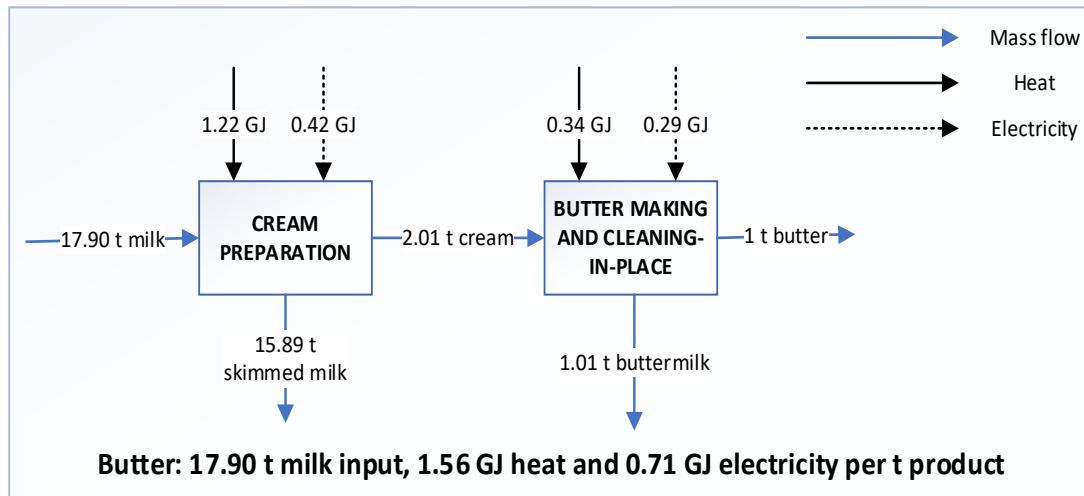 Mass flow
Heat
Electricity
1.22 GJ
0.42 GJ
0.34 GJ
0.29 GJ
17.90 t milk
CREAM
PREPARATION
2.01 t cream
BUTTER MAKING
AND CLEANING-
IN-PLACE
1 t butter
15.89 t
skimmed milk
1.01 t buttermilk
Butter: 17.90 t milk input, 1.56 GJ heat and 0.71 GJ electricity per t product